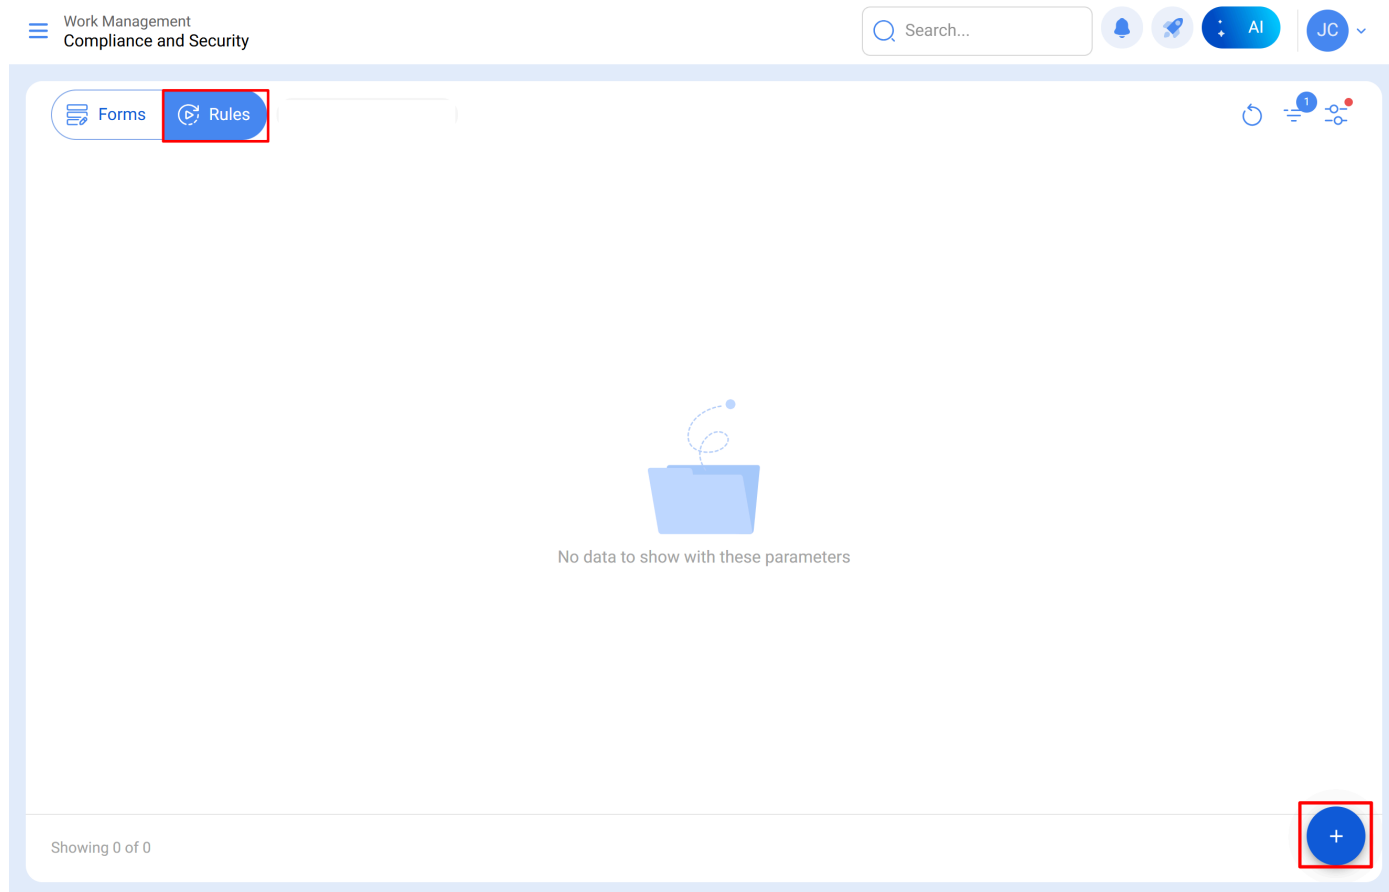 Work Management
Compliance and Security
Search...
AI
JC
Forms
Rules
1
No data to show with these parameters
Showing 0 of 0
+